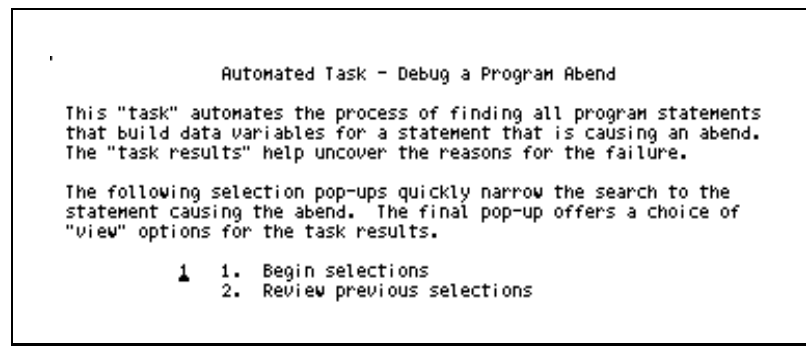 Automated Task - Debug a Program Abend
This "task" automates the process of finding all program statements
that build data variables for a statement that is causing an abend.
The "task results" help uncover the reasons for the failure.
The following selection pop-ups quickly narrow the search to the
statement causing the abend. The final pop-up offers a choice of
"view" options for the task results.
1 1. Begin selections
2. Review previous selections